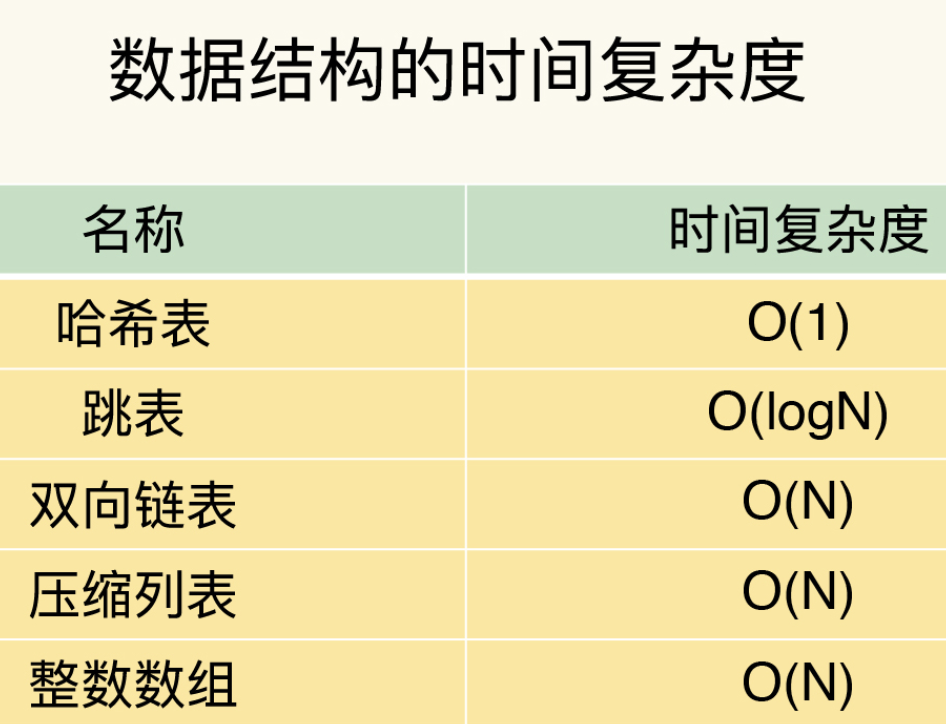 数据结构的时间复杂度
名称 时间复杂度
哈希表 O(1)
跳表 O(logN)
双向链表 O(N)
压缩列表 O(N)
整数数组 O(N)